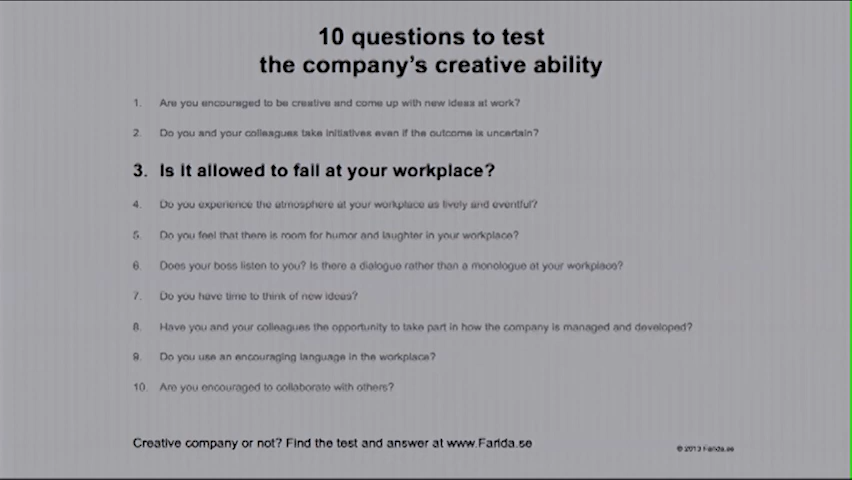 10 questions to test
the company's creative ability
1. Are you encouraged to be creative and come up with new ideas at work?
2. Do you and your colleagues take initiatives even if the outcome is uncertain?
3. Is it allowed to fail at your workplace?
4. Do you experience the atmosphere at your workplace as lively and eventful?
5. Do you feel that there is room for humor and laughter in your workplace?
6. Does your boss listen to you? Is there a dialogue rather than a monologue at your workplace?
7. Do you have time to think of new ideas?
8. Have you and your colleagues the opportunity to take part in how the company is managed and developed?
9. Do you use an encouraging language in the workplace?
10. Are you encouraged to collaborate with others?
Creative company or not? Find the test and answer at www.Farida.se
© 2013 Farida.se